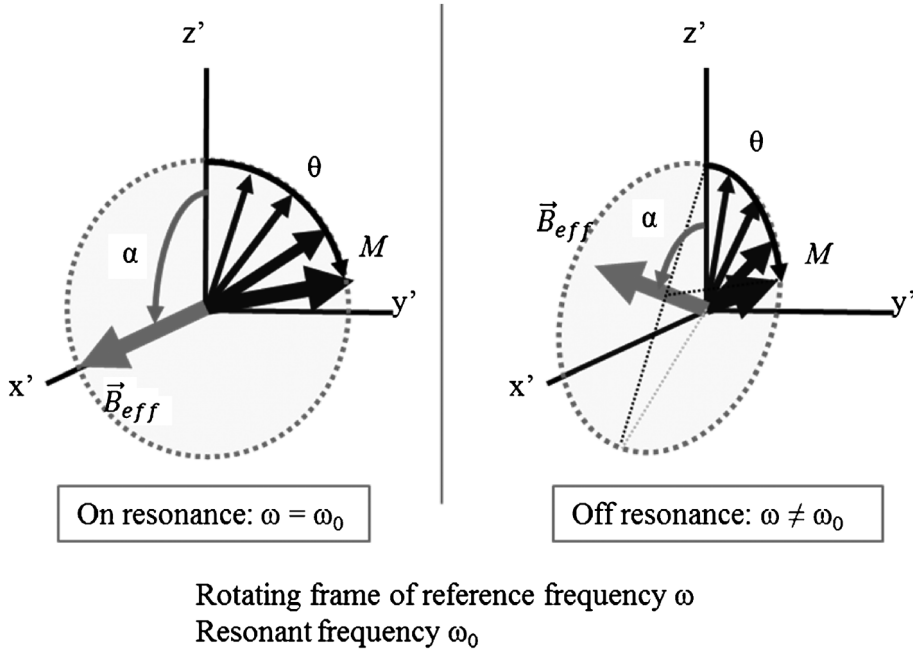 z'
θ
α
M
y'
x'
B⃗eff
On resonance: ω = ω₀
z'
θ
B⃗eff
α
M
y'
x'
Off resonance: ω ≠ ω₀
Rotating frame of reference frequency ω
Resonant frequency ω₀